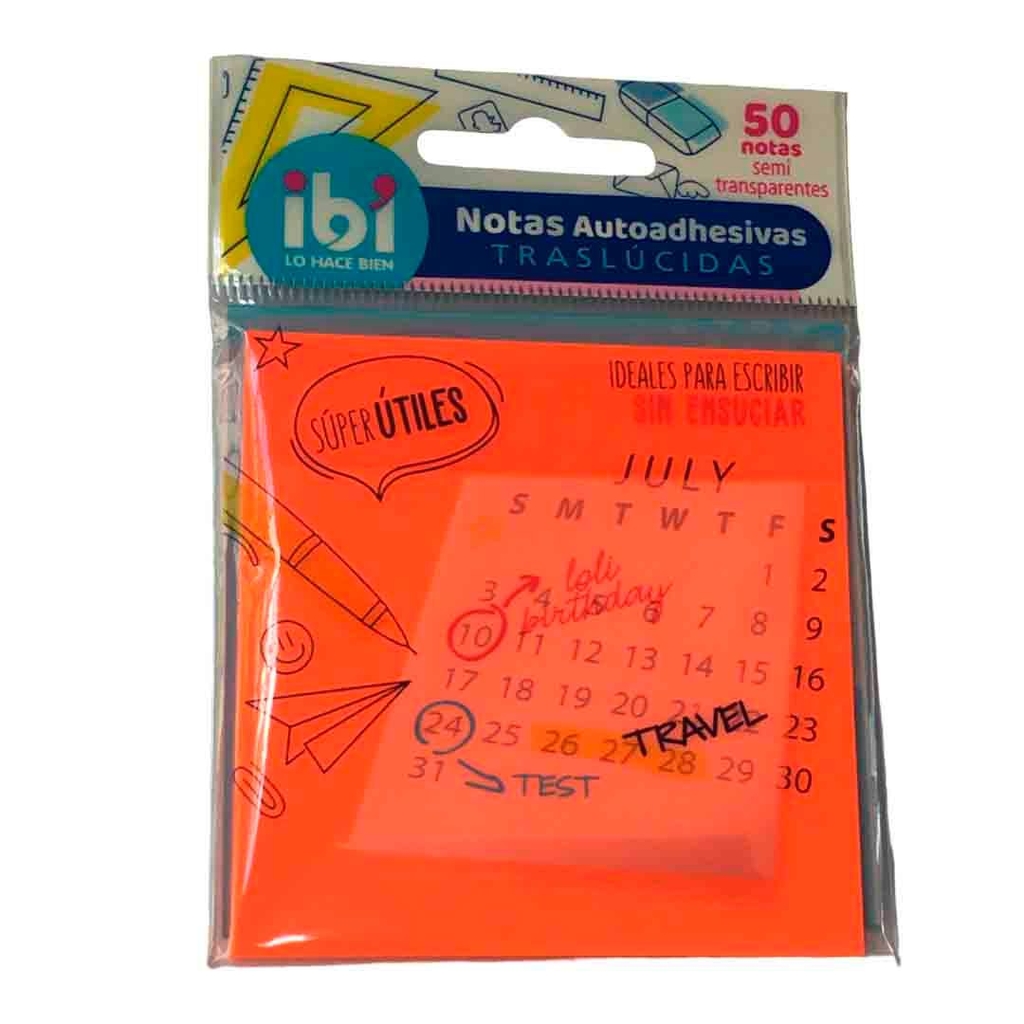 50
notas
semi
transparentes
ibi
LO HACE BIEN
Notas Autoadhesivas
TRASLÚCIDAS
SÚPER ÚTILES
IDEALES PARA ESCRIBIR
SIN ENSUCIAR
JULY
S M T W T F S
1 2
loli
birthday
3 4 5 6 7 8 9
10 11 12 13 14 15 16
17 18 19 20 21 22 23
TRAVEL
24 25 26 27 28 29 30
31 TEST